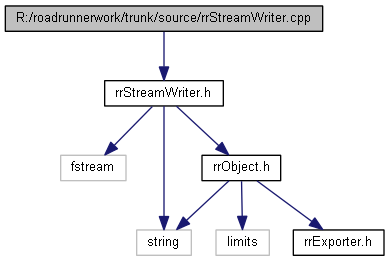 R:/roadrunnerwork/trunk/source/rrStreamWriter.cpp
rrStreamWriter.h
fstream
rrObject.h
string
limits
rrExporter.h